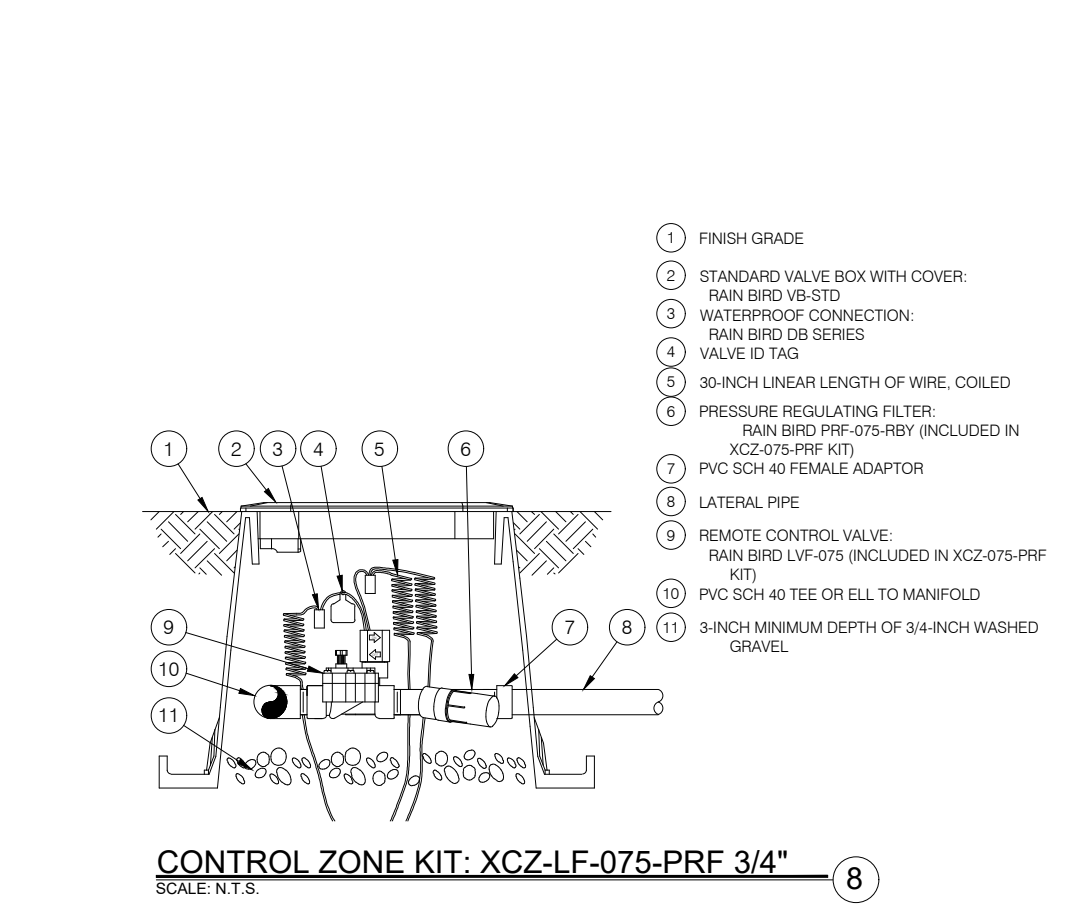 1 FINISH GRADE
2 STANDARD VALVE BOX WITH COVER:
RAIN BIRD VB-STD
3 WATERPROOF CONNECTION:
RAIN BIRD DB SERIES
4 VALVE ID TAG
5 30-INCH LINEAR LENGTH OF WIRE, COILED
6 PRESSURE REGULATING FILTER:
RAIN BIRD PRF-075-RBY (INCLUDED IN
XCZ-075-PRF KIT)
7 PVC SCH 40 FEMALE ADAPTOR
8 LATERAL PIPE
9 REMOTE CONTROL VALVE:
RAIN BIRD LVF-075 (INCLUDED IN XCZ-075-PRF
KIT)
10 PVC SCH 40 TEE OR ELL TO MANIFOLD
11 3-INCH MINIMUM DEPTH OF 3/4-INCH WASHED
GRAVEL
1 2 3 4 5 6
9 7 8
10
11
CONTROL ZONE KIT: XCZ-LF-075-PRF 3/4" 8
SCALE: N.T.S.